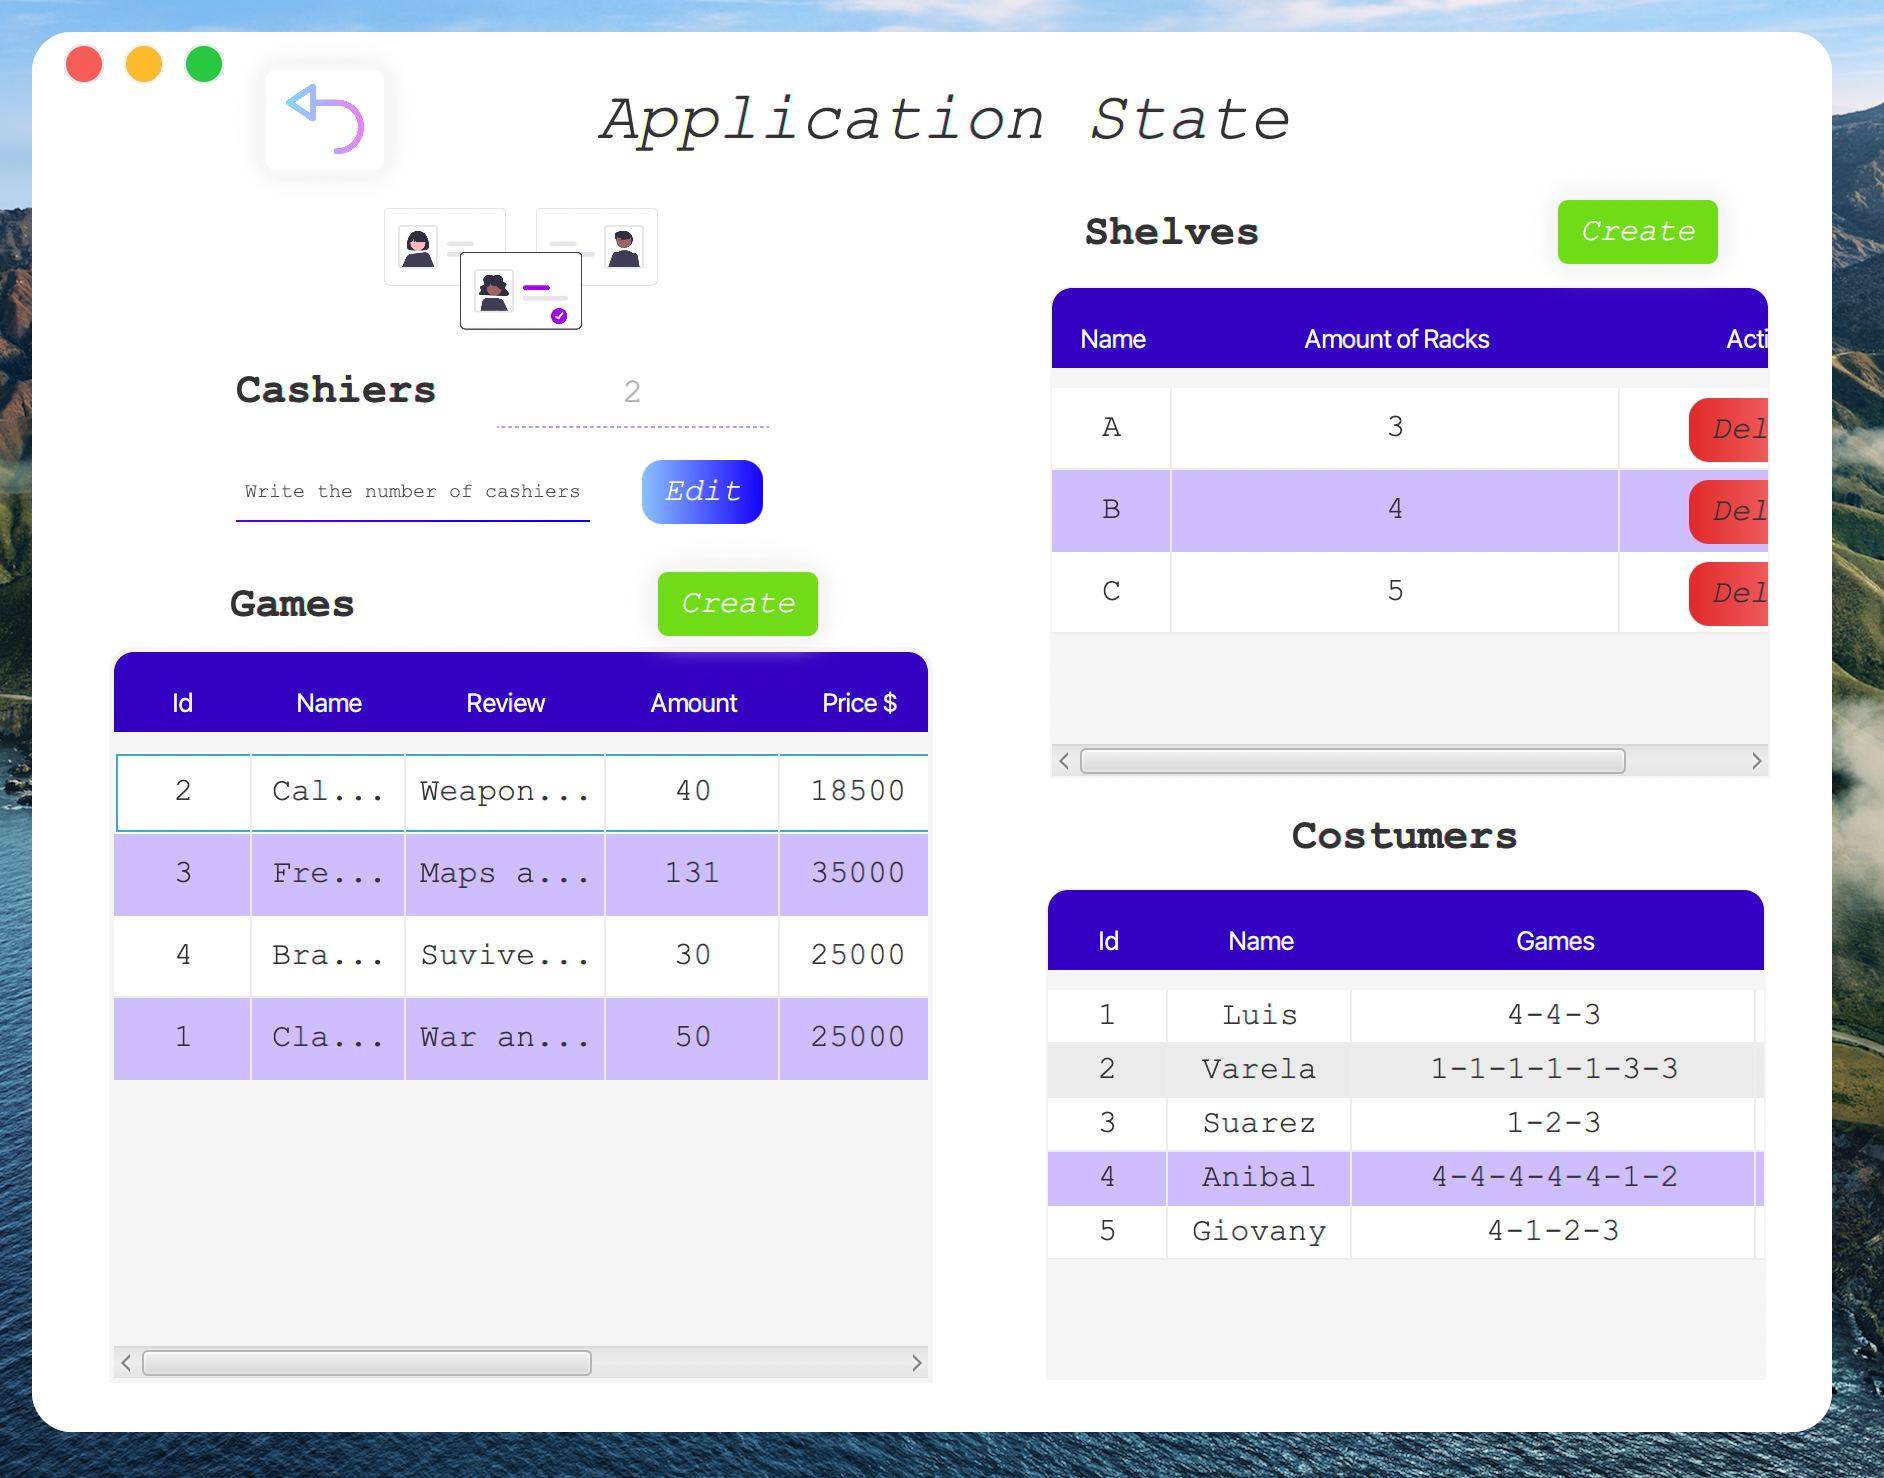 Application State
Cashiers 2
Write the number of cashiers Edit
Games Create
Id Name Review Amount Price $
2 Cal... Weapon... 40 18500
3 Fre... Maps a... 131 35000
4 Bra... Suvive... 30 25000
1 Cla... War an... 50 25000
Shelves Create
Name Amount of Racks Acti
A 3 Del
B 4 Del
C 5 Del
Costumers
Id Name Games
1 Luis 4-4-3
2 Varela 1-1-1-1-1-3-3
3 Suarez 1-2-3
4 Anibal 4-4-4-4-4-1-2
5 Giovany 4-1-2-3